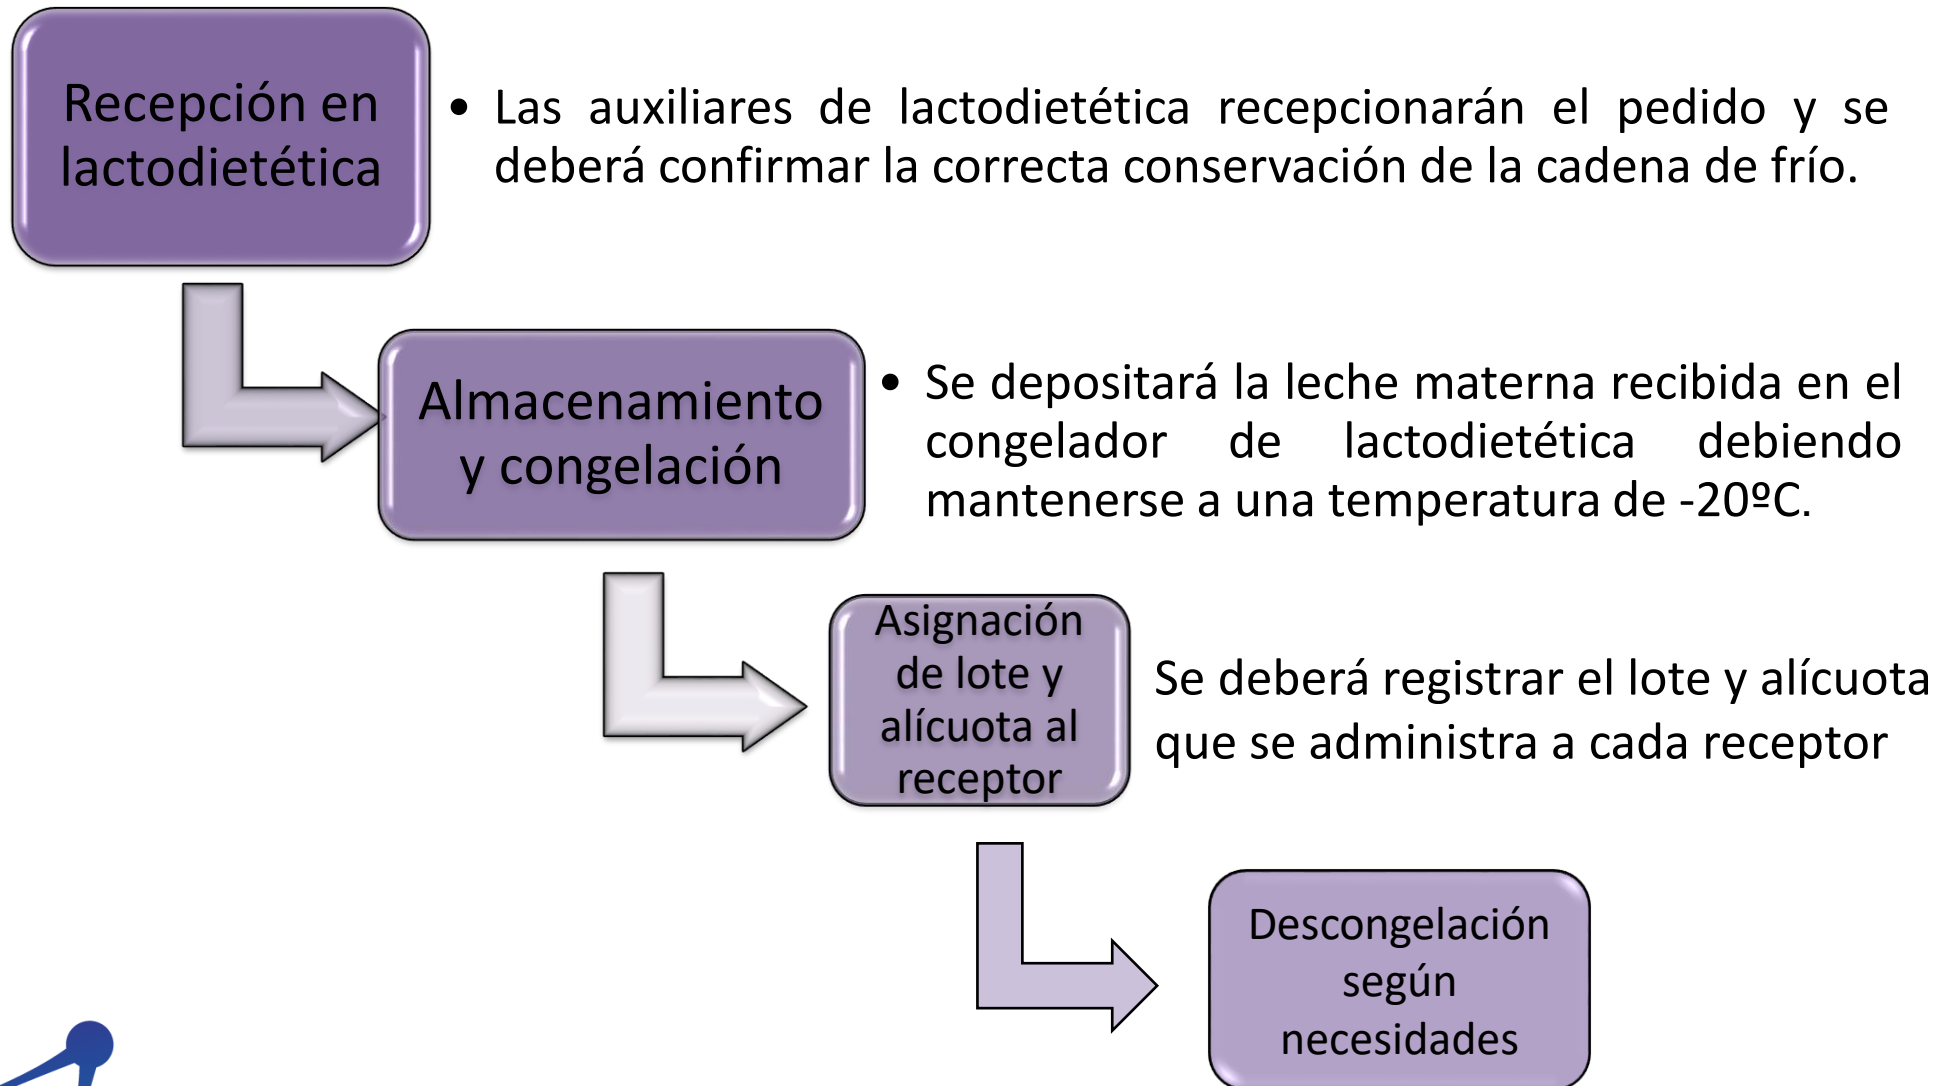 Recepción en
lactodietética
• Las auxiliares de lactodietética recepcionarán el pedido y se
deberá confirmar la correcta conservación de la cadena de frío.
Almacenamiento
y congelación
• Se depositará la leche materna recibida en el
congelador de lactodietética debiendo
mantenerse a una temperatura de -20ºC.
Asignación
de lote y
alícuota al
receptor
Se deberá registrar el lote y alícuota
que se administra a cada receptor
Descongelación
según
necesidades